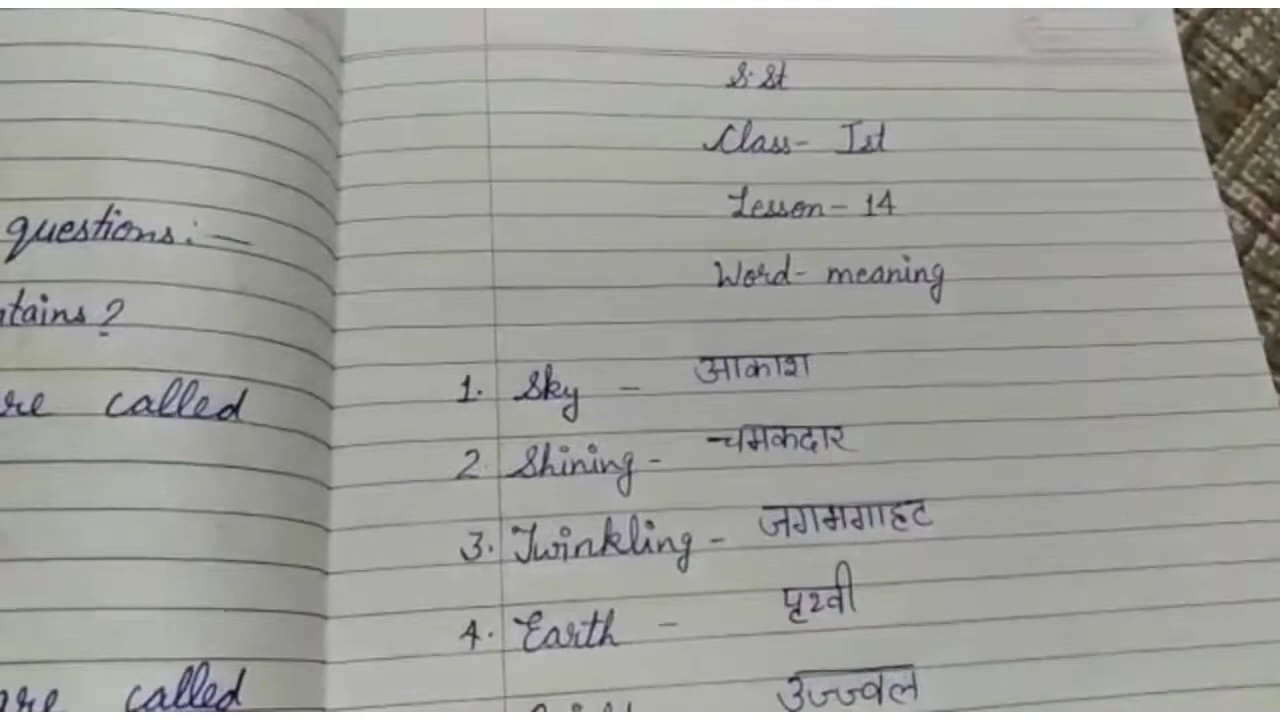 questions:—
tains?
re called
are called
S.St
Class- Ist
Lesson- 14
Word- meaning
1. Sky - आकाश
2. Shining- चमकदार
3. Twinkling- जगमगाहट
4. Earth - पृथ्वी
उज्ज्वल